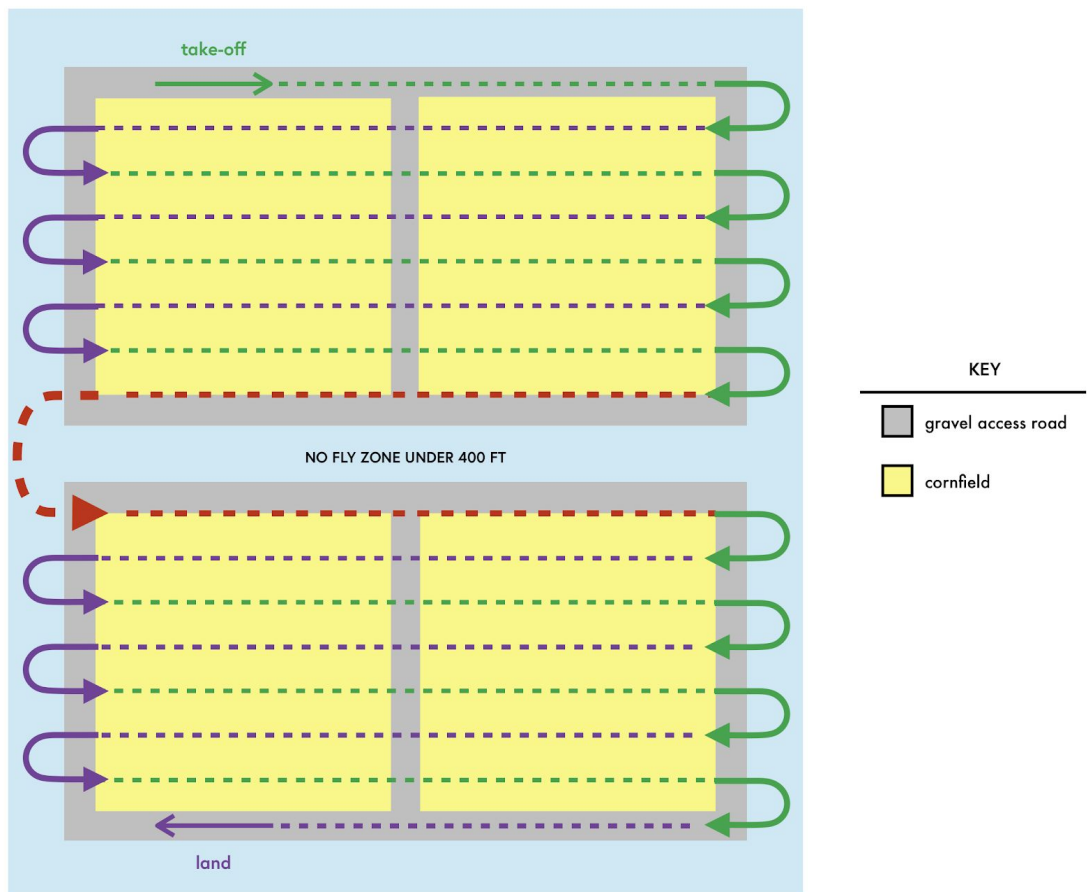 take-off
NO FLY ZONE UNDER 400 FT
land
KEY
gravel access road
cornfield